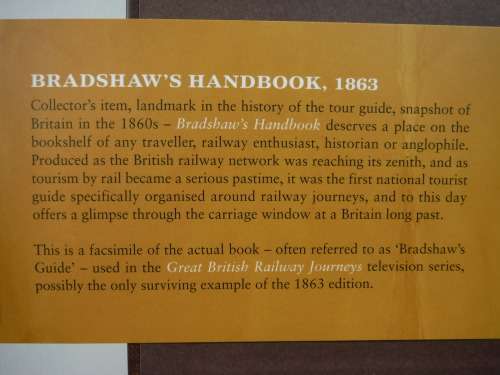 BRADSHAW'S HANDBOOK, 1863
Collector's item, landmark in the history of the tour guide, snapshot of
Britain in the 1860s – Bradshaw's Handbook deserves a place on the
bookshelf of any traveller, railway enthusiast, historian or anglophile.
Produced as the British railway network was reaching its zenith, and as
tourism by rail became a serious pastime, it was the first national tourist
guide specifically organised around railway journeys, and to this day
offers a glimpse through the carriage window at a Britain long past.
This is a facsimile of the actual book – often referred to as 'Bradshaw's
Guide' – used in the Great British Railway Journeys television series,
possibly the only surviving example of the 1863 edition.